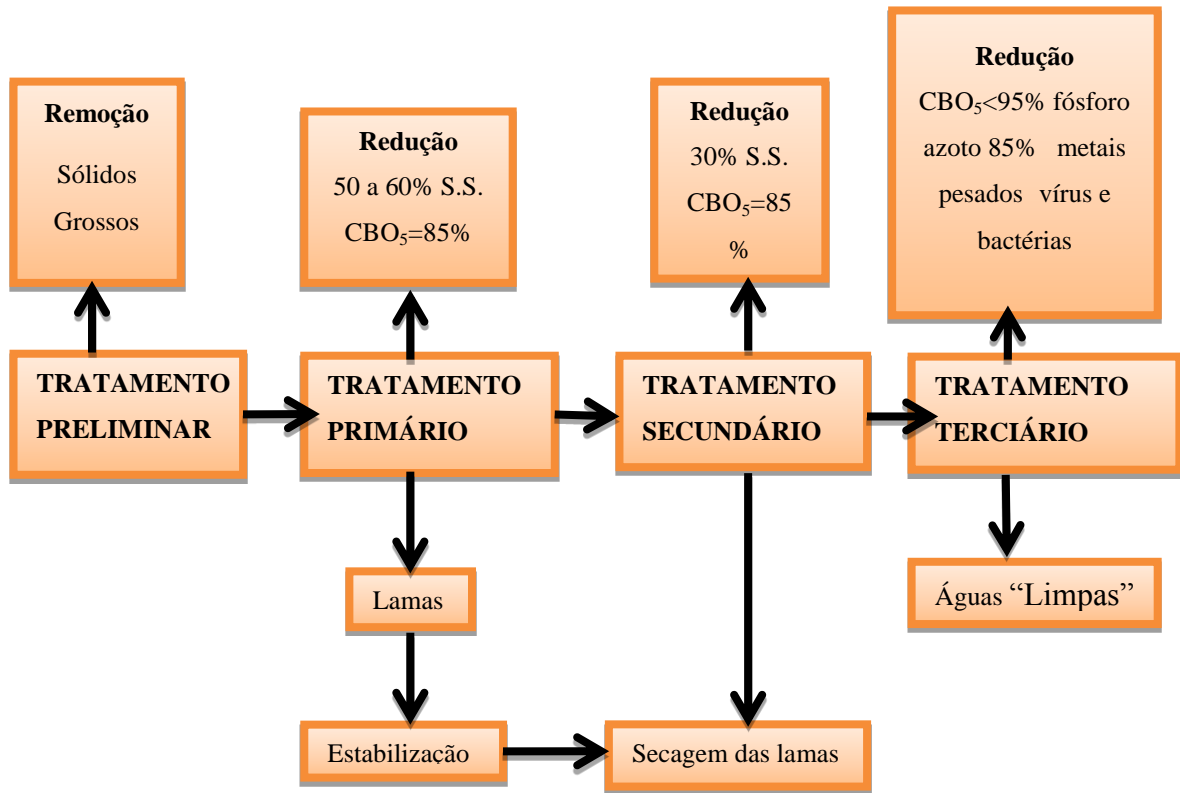 Remoção
Sólidos
Grossos
Redução
50 a 60% S.S.
CBO₅=85%
Redução
30% S.S.
CBO₅=85
%
Redução
CBO₅<95% fósforo
azoto 85% metais
pesados vírus e
bactérias
TRATAMENTO
PRELIMINAR
TRATAMENTO
PRIMÁRIO
TRATAMENTO
SECUNDÁRIO
TRATAMENTO
TERCIÁRIO
Lamas
Águas “Limpas”
Estabilização
Secagem das lamas